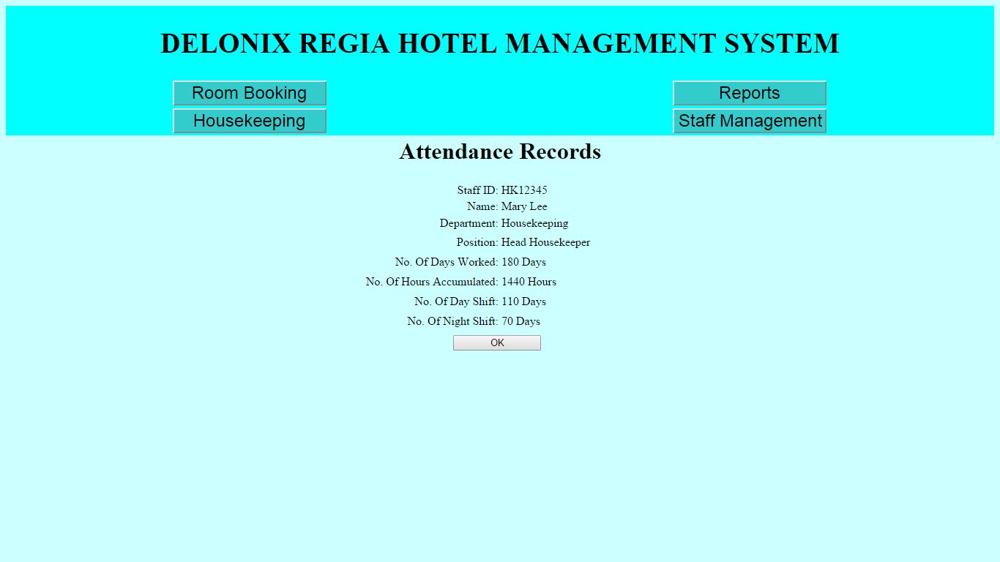 DELONIX REGIA HOTEL MANAGEMENT SYSTEM
Room Booking
Reports
Housekeeping
Staff Management
Attendance Records
Staff ID: HK12345
Name: Mary Lee
Department: Housekeeping
Position: Head Housekeeper
No. Of Days Worked: 180 Days
No. Of Hours Accumulated: 1440 Hours
No. Of Day Shift: 110 Days
No. Of Night Shift: 70 Days
OK